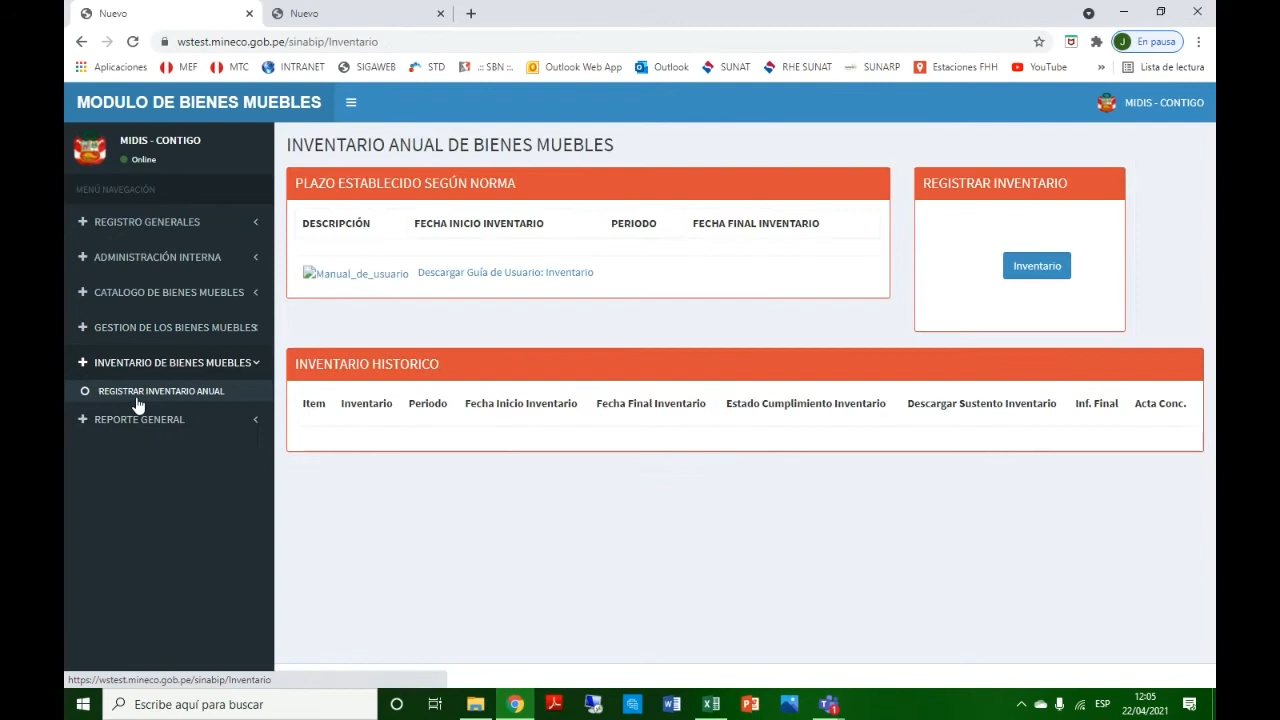 Nuevo
Nuevo
wstest.mineco.gob.pe/sinabip/Inventario
J En pausa
Aplicaciones MEF MTC INTRANET SIGAWEB STD .:: SBN ::. Outlook Web App Outlook SUNAT RHE SUNAT SUNARP Estaciones FHH YouTube » Lista de lectura
MODULO DE BIENES MUEBLES
MIDIS - CONTIGO
MIDIS - CONTIGO
Online
MENÚ NAVEGACIÓN
REGISTRO GENERALES
ADMINISTRACIÓN INTERNA
CATALOGO DE BIENES MUEBLES
GESTION DE LOS BIENES MUEBLES
INVENTARIO DE BIENES MUEBLES
REGISTRAR INVENTARIO ANUAL
REPORTE GENERAL
INVENTARIO ANUAL DE BIENES MUEBLES
PLAZO ESTABLECIDO SEGÚN NORMA
DESCRIPCIÓN FECHA INICIO INVENTARIO PERIODO FECHA FINAL INVENTARIO
Manual_de_usuario Descargar Guía de Usuario: Inventario
REGISTRAR INVENTARIO
Inventario
INVENTARIO HISTORICO
Item Inventario Periodo Fecha Inicio Inventario Fecha Final Inventario Estado Cumplimiento Inventario Descargar Sustento Inventario Inf. Final Acta Conc.
https://wstest.mineco.gob.pe/sinabip/Inventario
Escribe aquí para buscar
ESP
12:05
22/04/2021